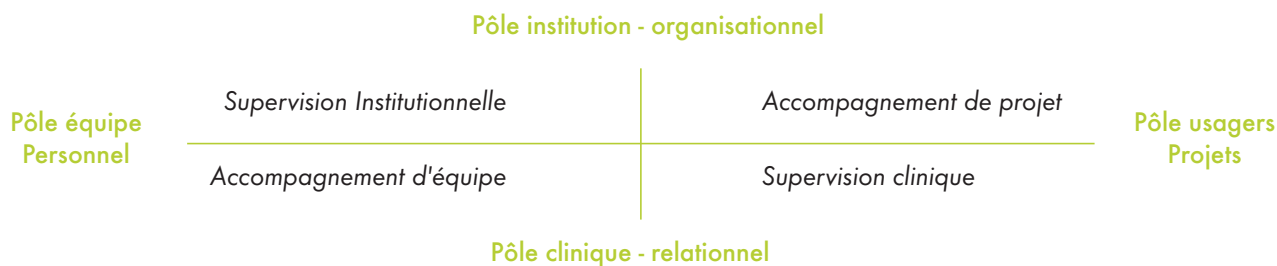 Pôle institution - organisationnel
Supervision Institutionnelle
Accompagnement de projet
Pôle équipe
Personnel
Pôle usagers
Projets
Accompagnement d'équipe
Supervision clinique
Pôle clinique - relationnel